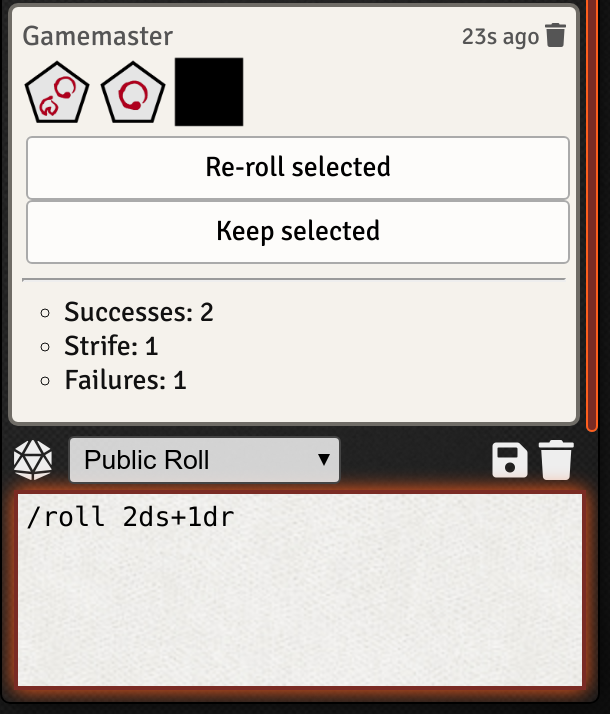 Gamemaster 23s ago
Re-roll selected
Keep selected
Successes: 2
Strife: 1
Failures: 1
Public Roll
/roll 2ds+1dr